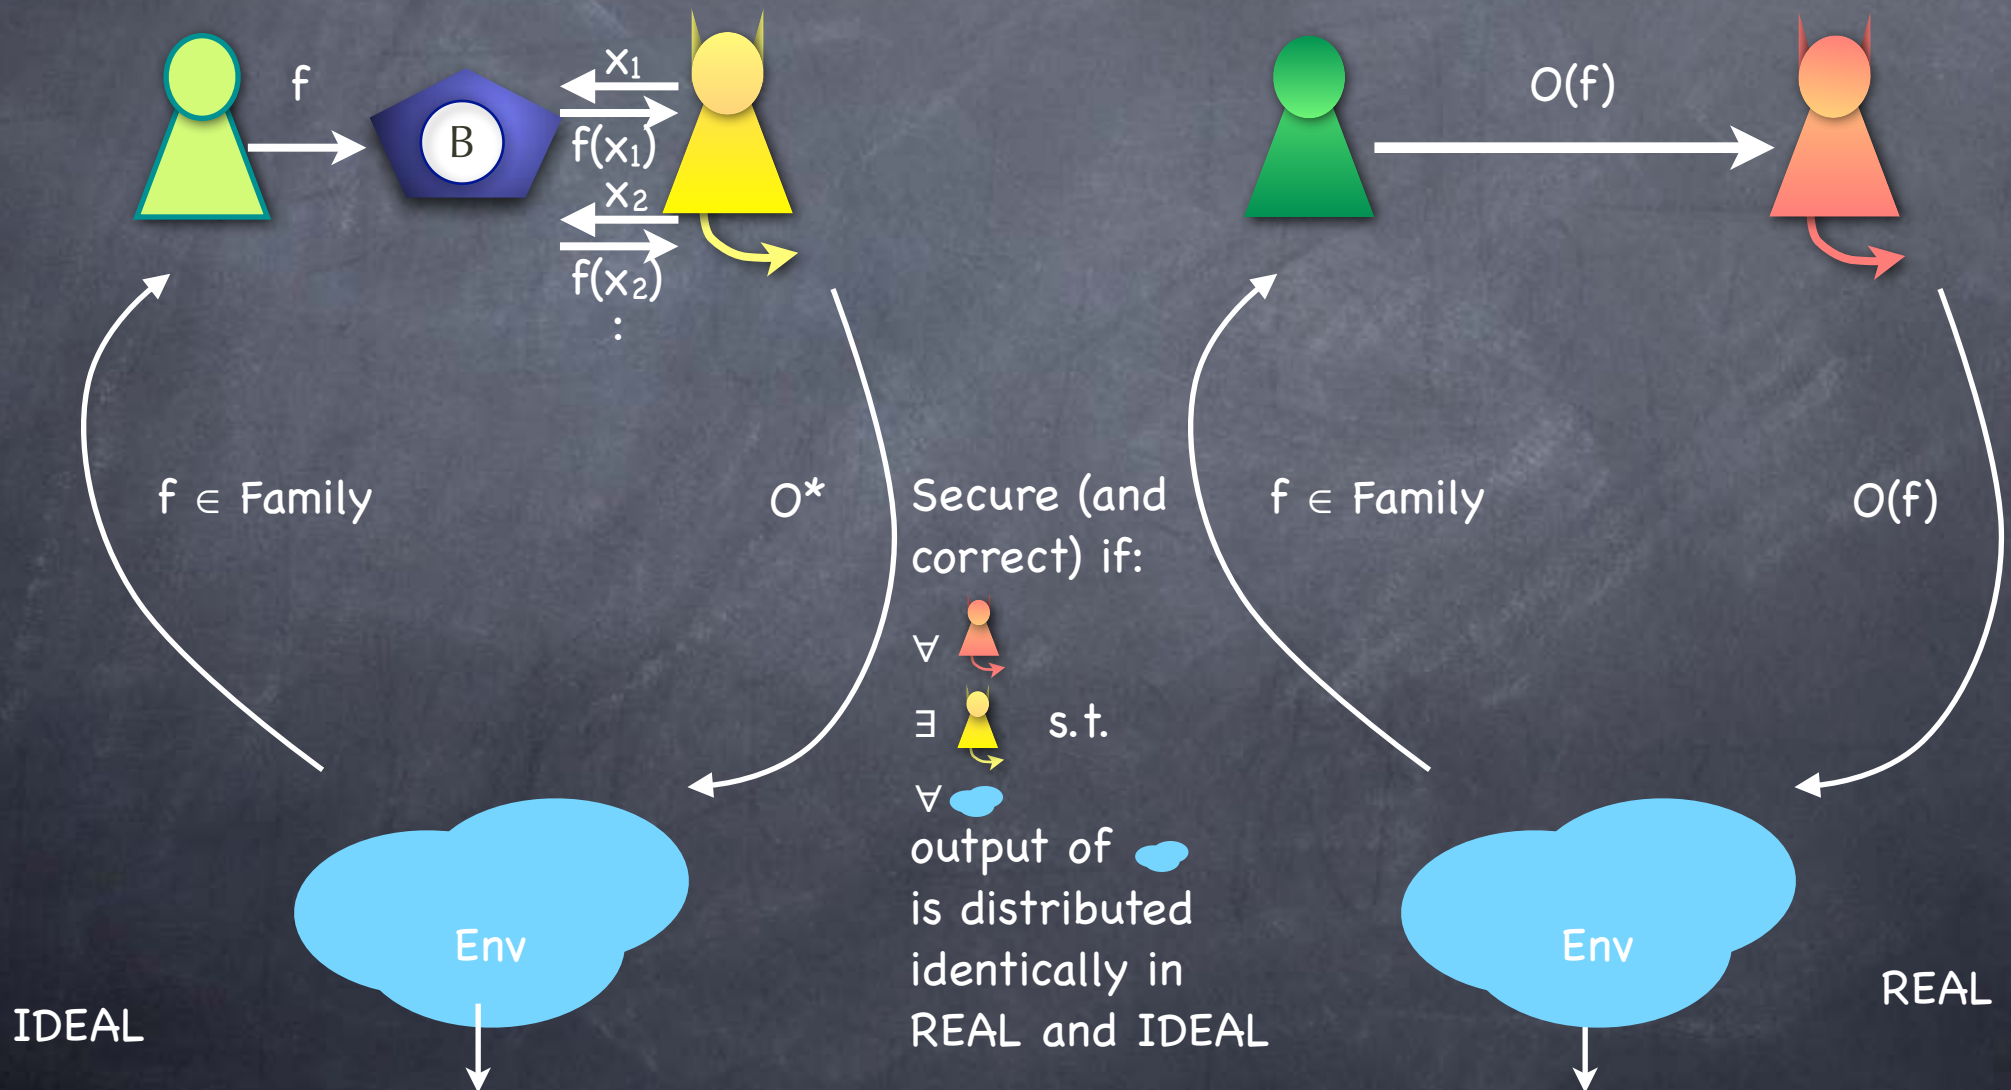 f
B
x₁
f(x₁)
x₂
f(x₂)
:
f ∈ Family
O*
IDEAL
Env
Secure (and
correct) if:
∀
∃ s.t.
∀
output of
is distributed
identically in
REAL and IDEAL
O(f)
f ∈ Family
O(f)
Env
REAL